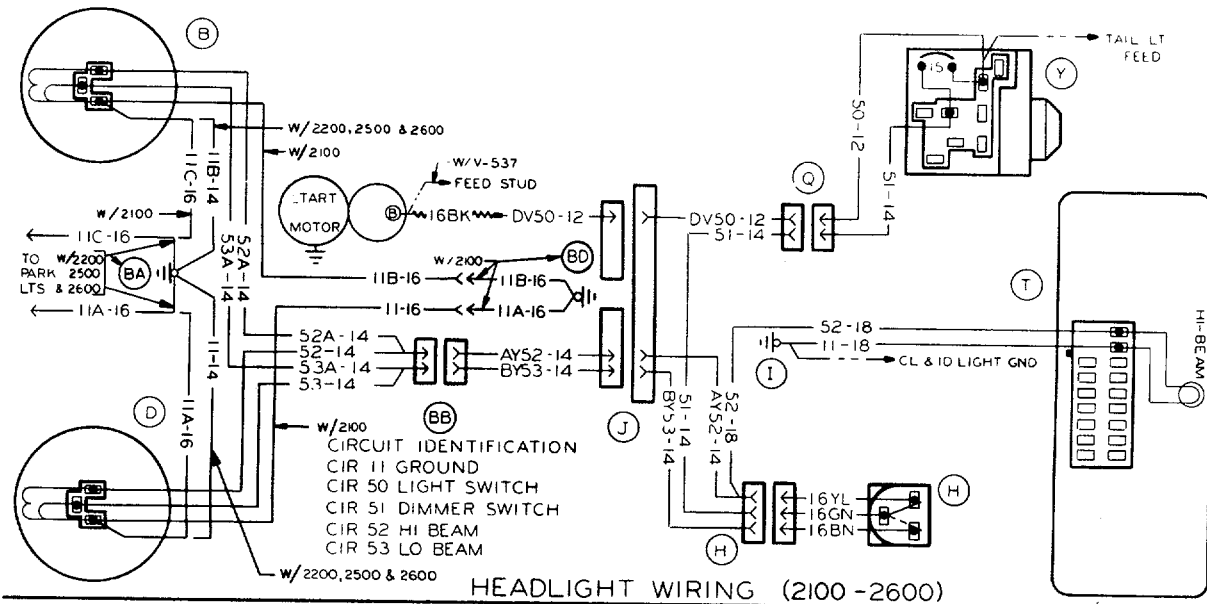 B
TAIL LT
FEED
15
Y
W/2200, 2500 & 2600
W/2100
50-12
51-14
11C-16
11B-14
W/V-537
FEED STUD
Q
START
MOTOR
B
16BK
DV50-12
DV50-12
51-14
W/2100
11C-16
TO
PARK
LTS
W/2200
2500
& 2600
BA
11A-16
53A-14
52A-14
W/2100
BD
11B-16
11B-16
11-16
11A-16
T
HI-BEAM
52-18
11-18
I
CL & ID LIGHT GND
52A-14
52-14
53A-14
53-14
AY52-14
BY53-14
BB
J
BY53-14
51-14
AY52-14
52-18
11A-16
11-14
D
W/2100
CIRCUIT IDENTIFICATION
CIR 11 GROUND
CIR 50 LIGHT SWITCH
CIR 51 DIMMER SWITCH
CIR 52 HI BEAM
CIR 53 LO BEAM
16YL
16GN
16BN
H
H
W/2200, 2500 & 2600
HEADLIGHT WIRING (2100-2600)